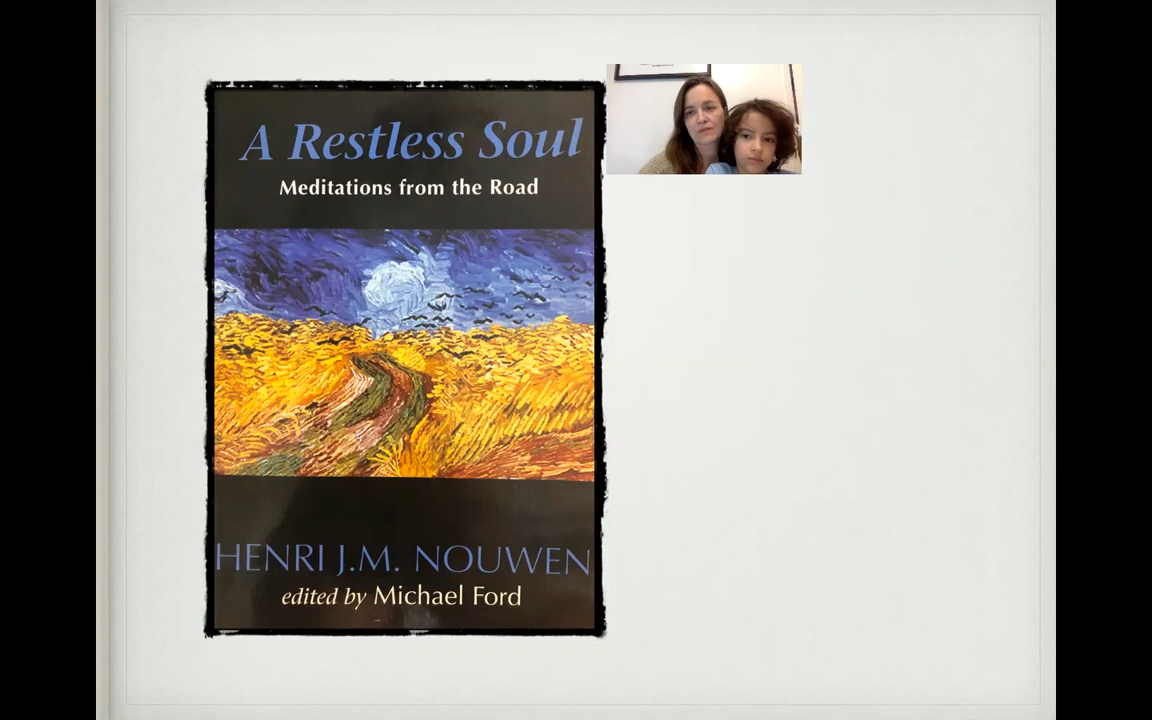 A Restless Soul
Meditations from the Road
HENRI J.M. NOUWEN
edited by Michael Ford